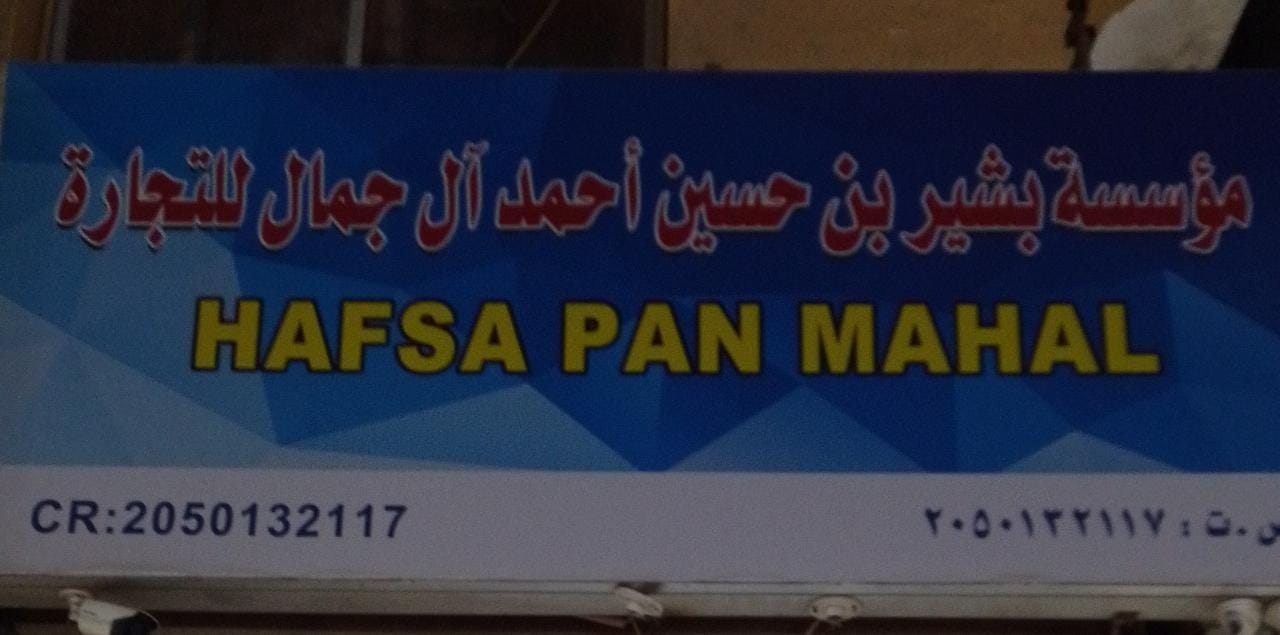 مؤسسة بشير بن حسين أحمد آل جمال للتجارة
HAFSA PAN MAHAL
CR:2050132117
س.ت : ٢٠٥٠١٣٢١١٧